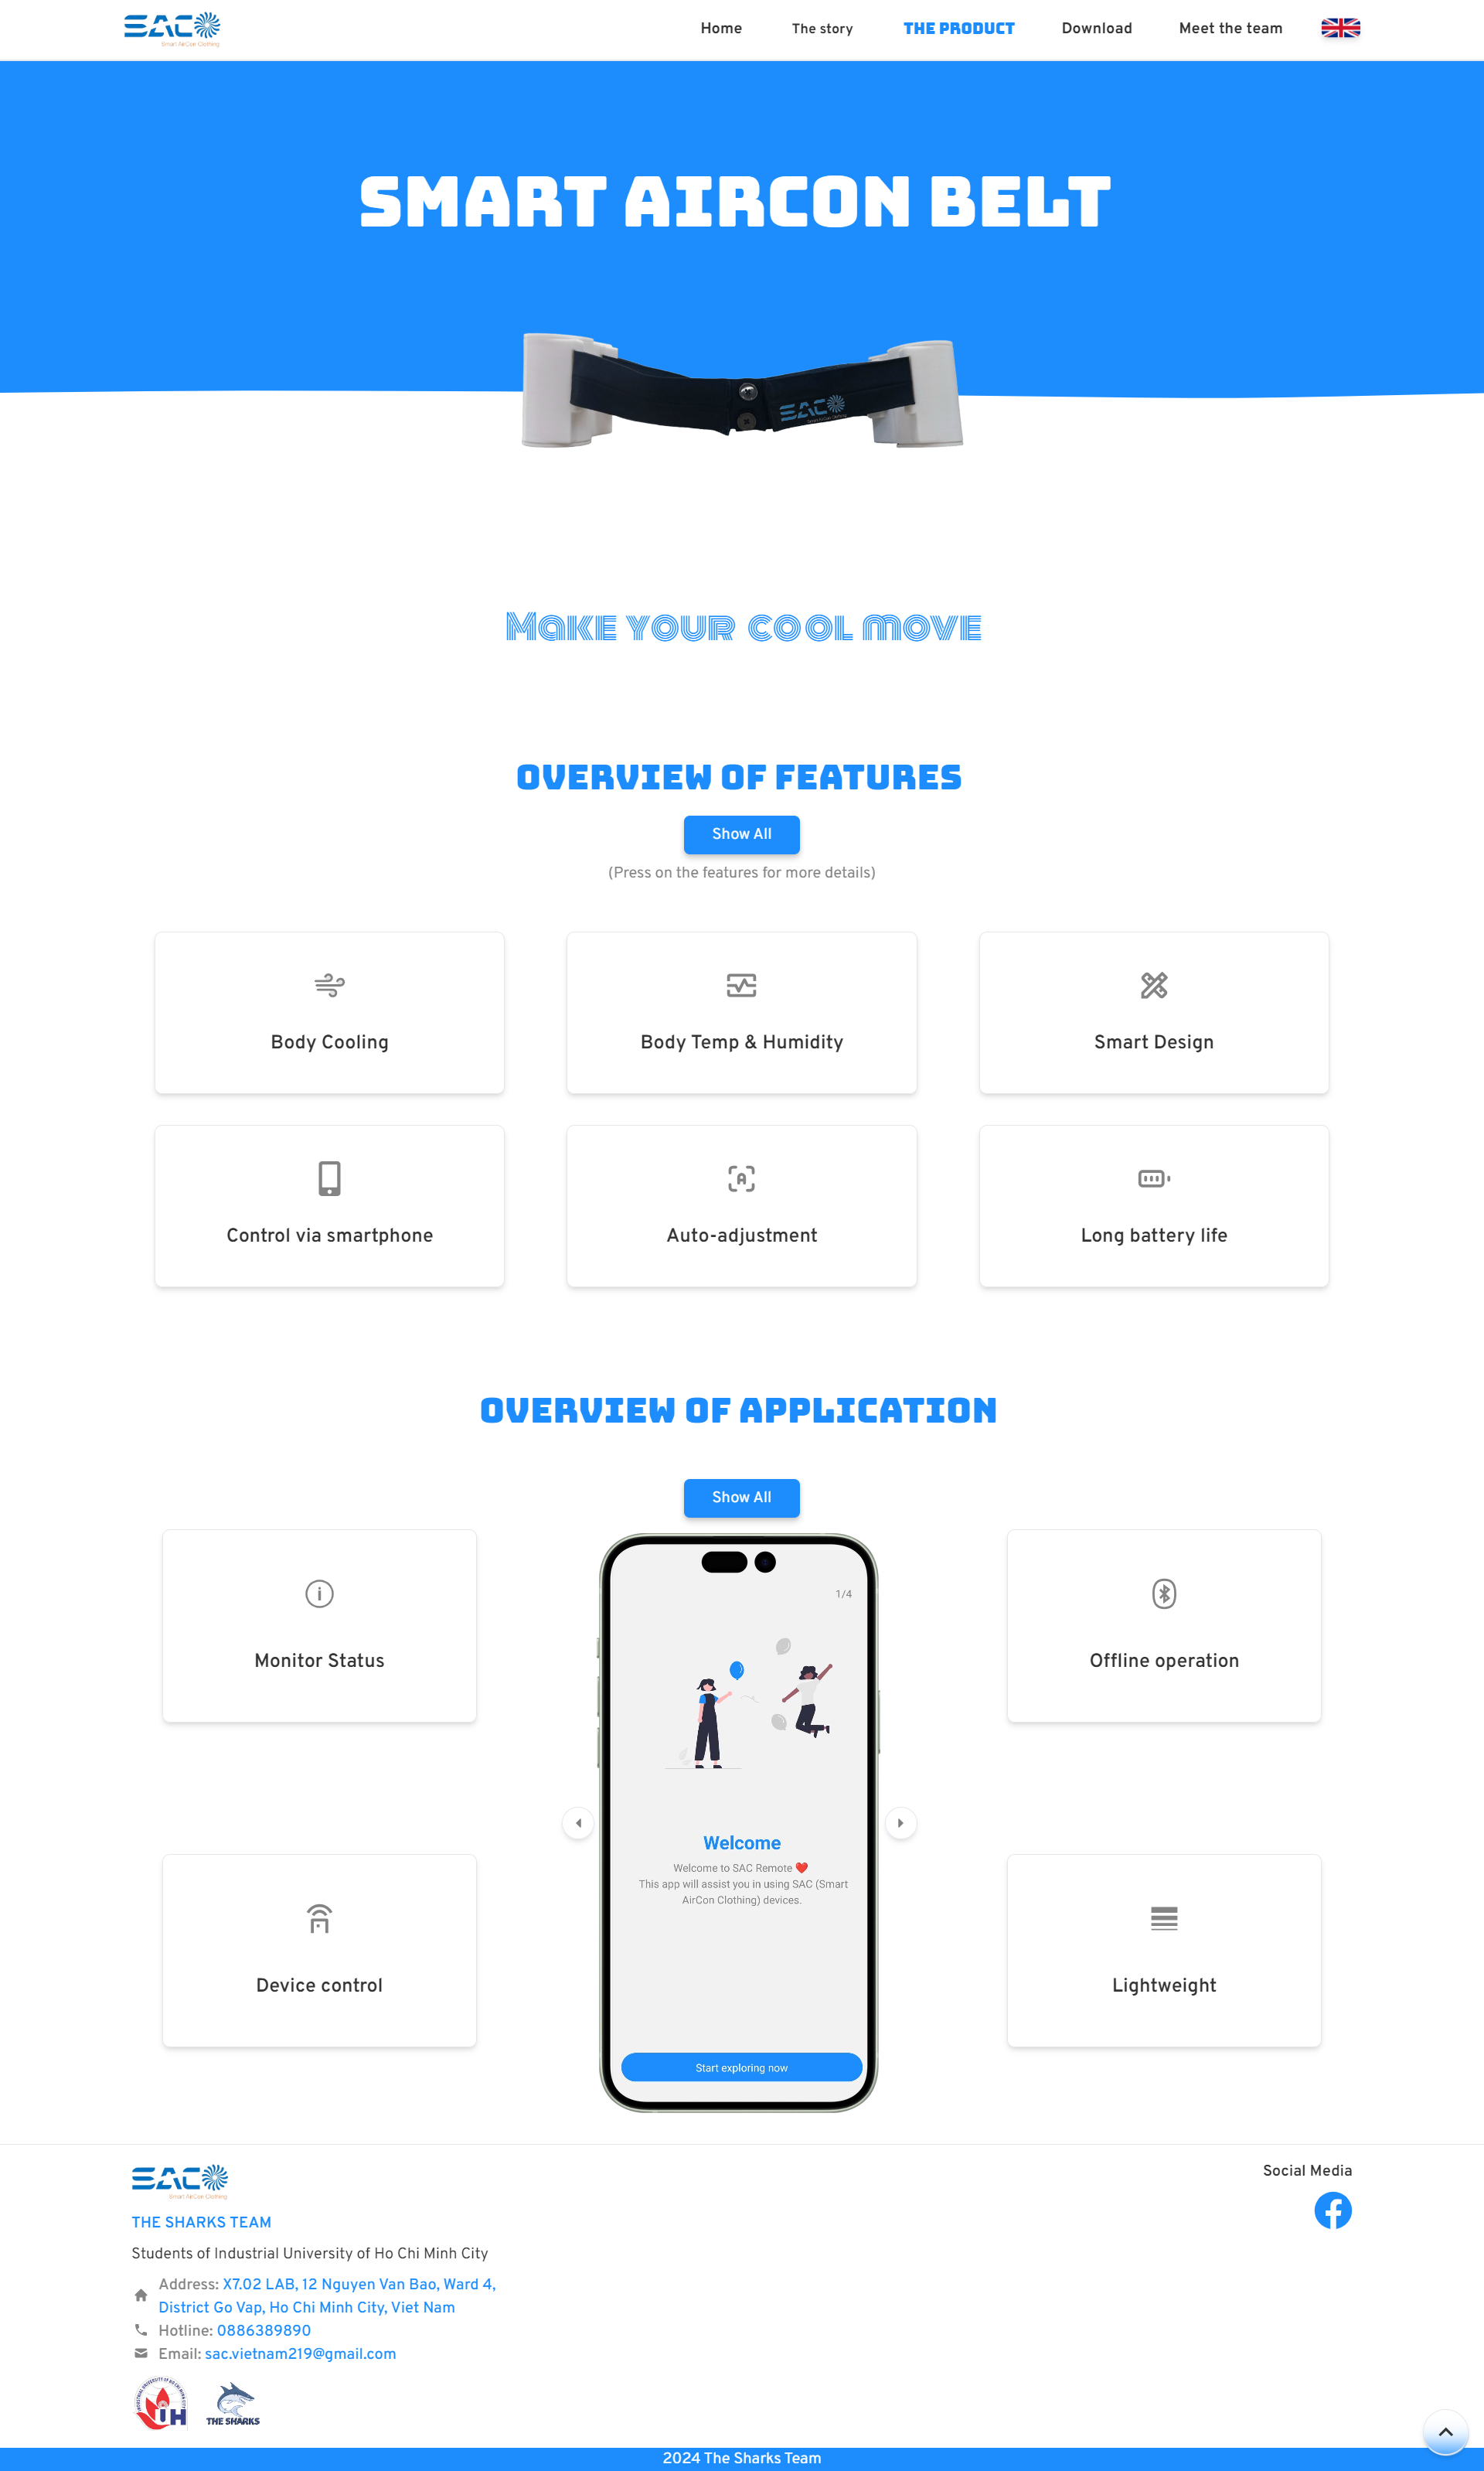 SAC
Smart AirCon Clothing
Home
The story
THE PRODUCT
Download
Meet the team
SMART AIRCON BELT
SAC
Make your cool move
OVERVIEW OF FEATURES
Show All
(Press on the features for more details)
Body Cooling
Body Temp & Humidity
Smart Design
Control via smartphone
Auto-adjustment
Long battery life
OVERVIEW OF APPLICATION
Show All
Monitor Status
Offline operation
1/4
Welcome
Welcome to SAC Remote ❤️
This app will assist you in using SAC (Smart
AirCon Clothing) devices.
Device control
Lightweight
Start exploring now
SAC
Smart AirCon Clothing
Social Media
THE SHARKS TEAM
Students of Industrial University of Ho Chi Minh City
Address: X7.02 LAB, 12 Nguyen Van Bao, Ward 4,
District Go Vap, Ho Chi Minh City, Viet Nam
Hotline: 0886389890
Email: sac.vietnam219@gmail.com
INDUSTRIAL UNIVERSITY OF HO CHI MINH CITY
IUH
THE SHARKS
2024 The Sharks Team